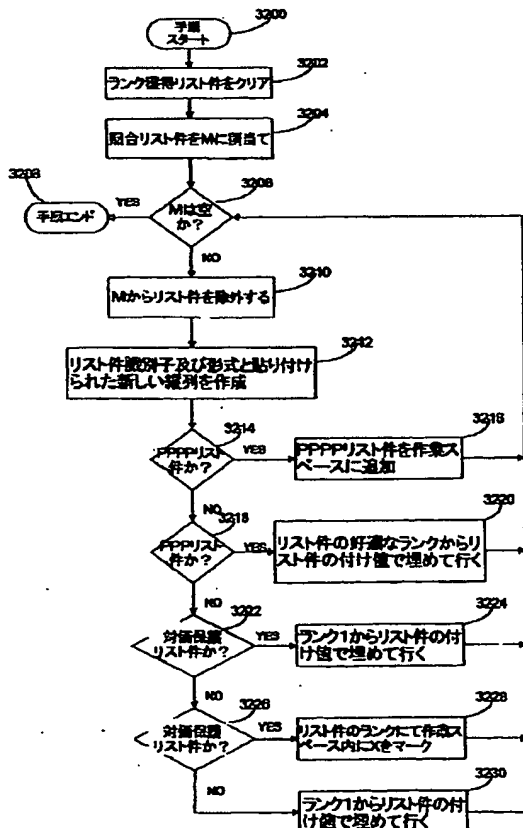 3200
手順
スタート
3202
ランク獲得リスト件をクリア
3204
照合リスト件をMに割当て
3208
手順エンド
YES
Mは空
か?
NO
3210
Mからリスト件を除外する
3212
リスト件識別子及び形式と貼り付け
られた新しい縦列を作成
3214
PPPPリスト
件か?
YES
3216
PPPPリスト件を作業ス
ペースに追加
NO
3218
PPPリスト
件か?
YES
3220
リスト件の好適なランクからリ
スト件の付け値で埋めて行く
NO
3222
対価保護
リスト件か?
YES
3224
ランク1からリスト件の付
け値で埋めて行く
NO
3226
対価保護
リスト件か?
YES
3228
リスト件のランクにて作業ス
ペース内にXをマーク
NO
3230
ランク1からリスト件の付
け値で埋めて行く